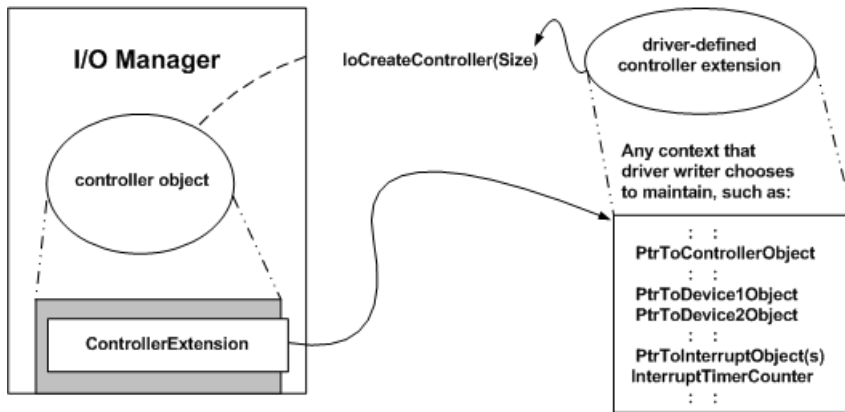 I/O Manager
controller object
ControllerExtension
IoCreateController(Size)
driver-defined
controller extension
Any context that
driver writer chooses
to maintain, such as:
: :
PtrToControllerObject
: :
PtrToDevice1Object
PtrToDevice2Object
: :
PtrToInterruptObject(s)
InterruptTimerCounter
: :